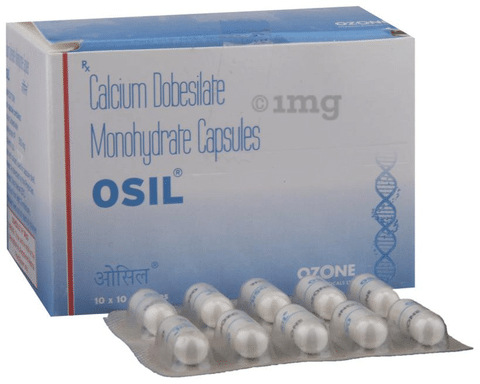 Rx
Calcium Dobesilate
Monohydrate Capsules
© 1mg
OSIL®
ओसिल®
OZONE
10 x 10